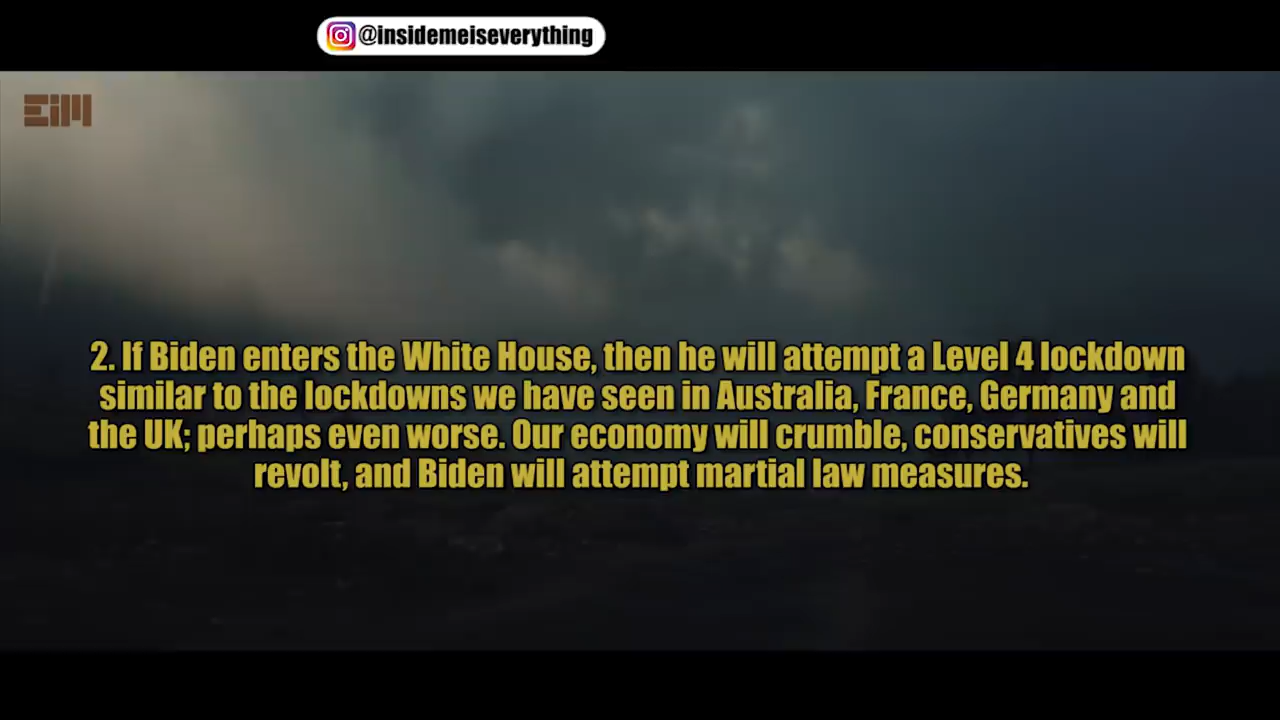 @insidemeiseverything
EiM
2. If Biden enters the White House, then he will attempt a Level 4 lockdown
similar to the lockdowns we have seen in Australia, France, Germany and
the UK; perhaps even worse. Our economy will crumble, conservatives will
revolt, and Biden will attempt martial law measures.